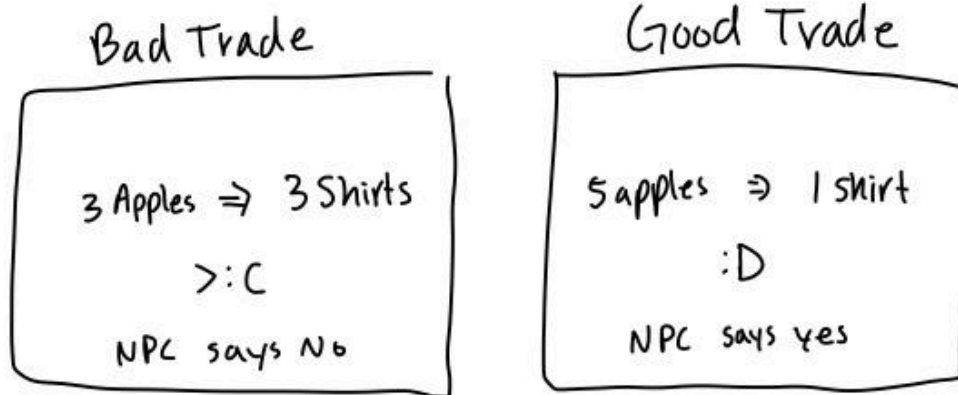 Bad Trade
3 Apples ⇒ 3 Shirts
>:C
NPC says No
Good Trade
5 apples ⇒ 1 shirt
:D
NPC says yes